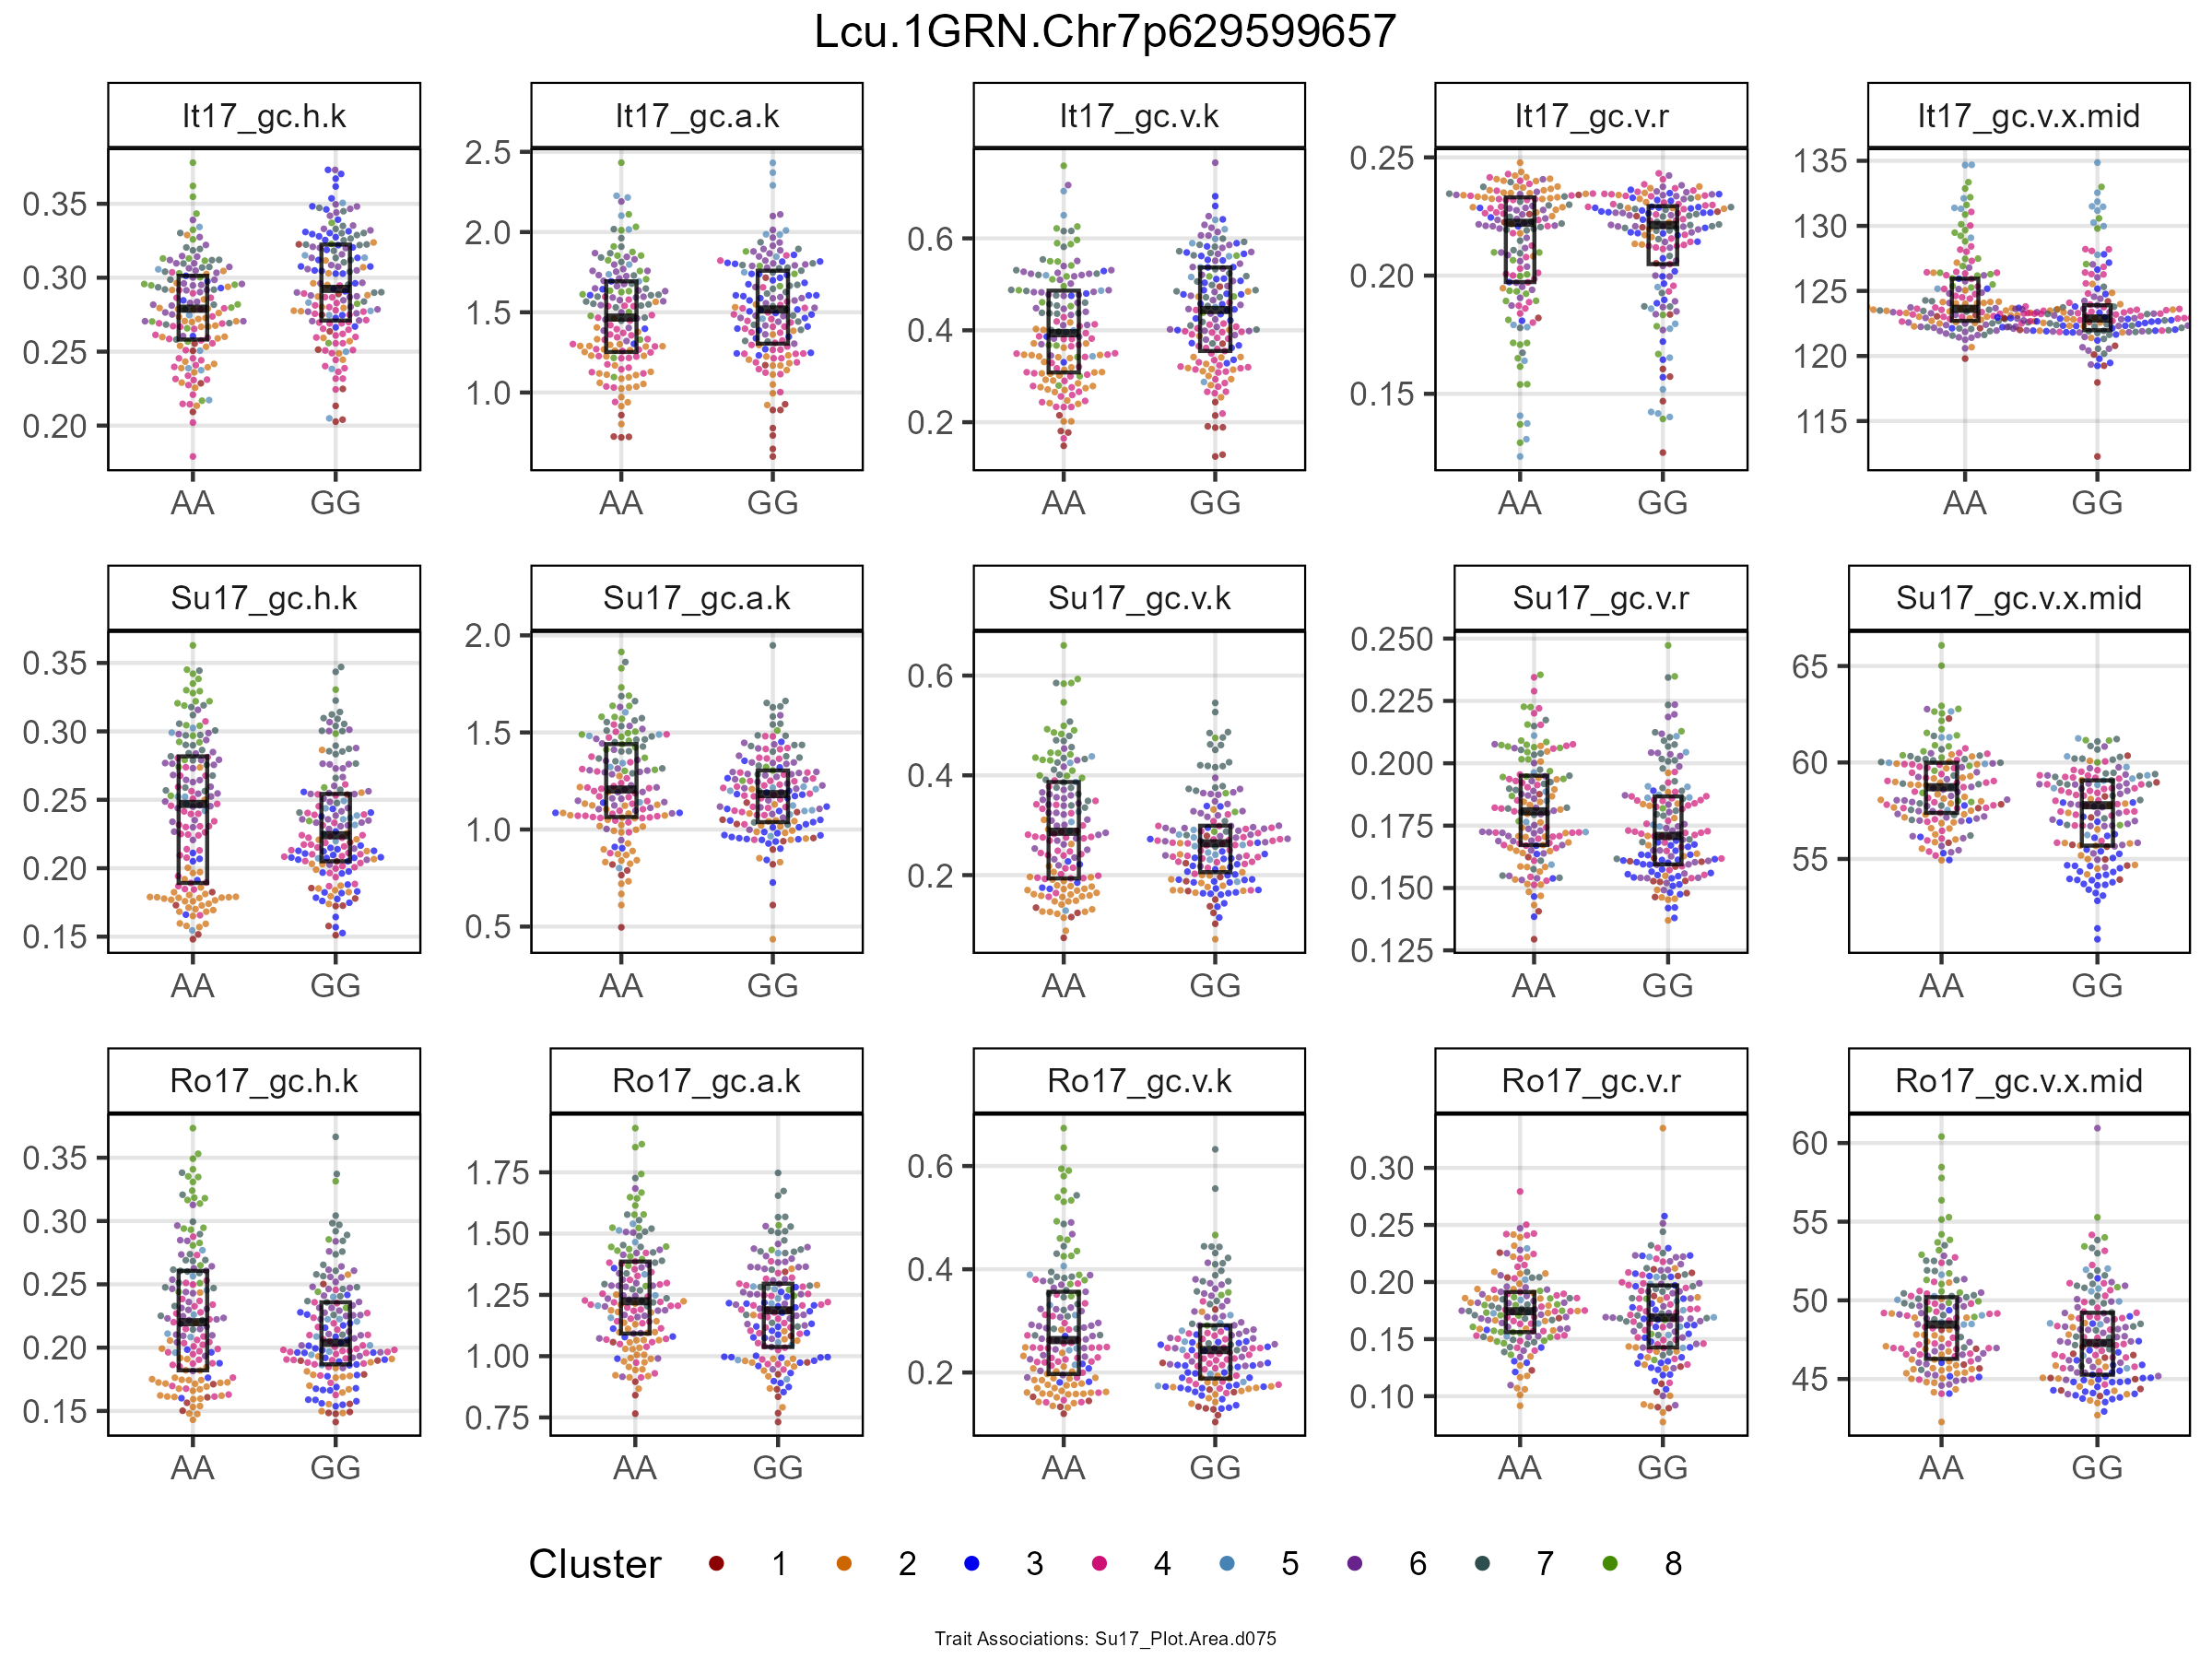 Lcu.1GRN.Chr7p629599657
It17_gc.h.k It17_gc.a.k It17_gc.v.k It17_gc.v.r It17_gc.v.x.mid
0.35 0.30 0.25 0.20
2.5 2.0 1.5 1.0
0.6 0.4 0.2
0.25 0.20 0.15
135 130 125 120 115
AA GG AA GG AA GG AA GG AA GG
Su17_gc.h.k Su17_gc.a.k Su17_gc.v.k Su17_gc.v.r Su17_gc.v.x.mid
0.35 0.30 0.25 0.20 0.15
2.0 1.5 1.0 0.5
0.6 0.4 0.2
0.250 0.225 0.200 0.175 0.150 0.125
65 60 55
AA GG AA GG AA GG AA GG AA GG
Ro17_gc.h.k Ro17_gc.a.k Ro17_gc.v.k Ro17_gc.v.r Ro17_gc.v.x.mid
0.35 0.30 0.25 0.20 0.15
1.75 1.50 1.25 1.00 0.75
0.6 0.4 0.2
0.30 0.25 0.20 0.15 0.10
60 55 50 45
AA GG AA GG AA GG AA GG AA GG
Cluster 1 2 3 4 5 6 7 8
Trait Associations: Su17_Plot.Area.d075